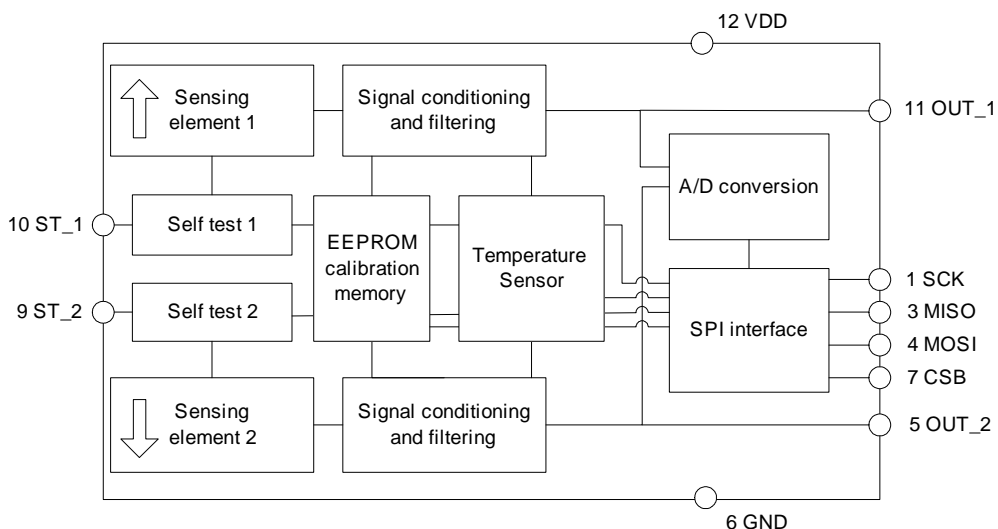 12 VDD
Sensing
element 1
Signal conditioning
and filtering
11 OUT_1
A/D conversion
10 ST_1
Self test 1
EEPROM
calibration
memory
Temperature
Sensor
9 ST_2
Self test 2
SPI interface
1 SCK
3 MISO
4 MOSI
7 CSB
Sensing
element 2
Signal conditioning
and filtering
5 OUT_2
6 GND